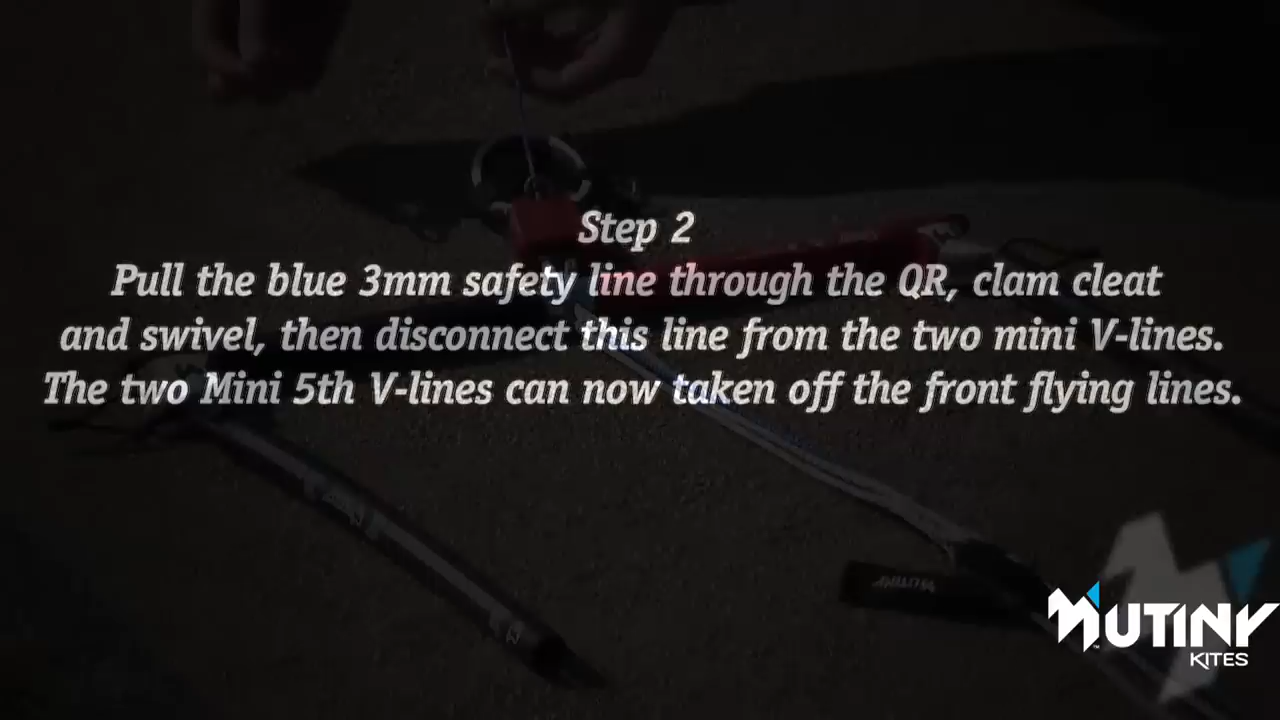 Step 2
Pull the blue 3mm safety line through the QR, clam cleat
and swivel, then disconnect this line from the two mini V-lines.
The two Mini 5th V-lines can now taken off the front flying lines.
MUTINY
MUTINY
™
KITES